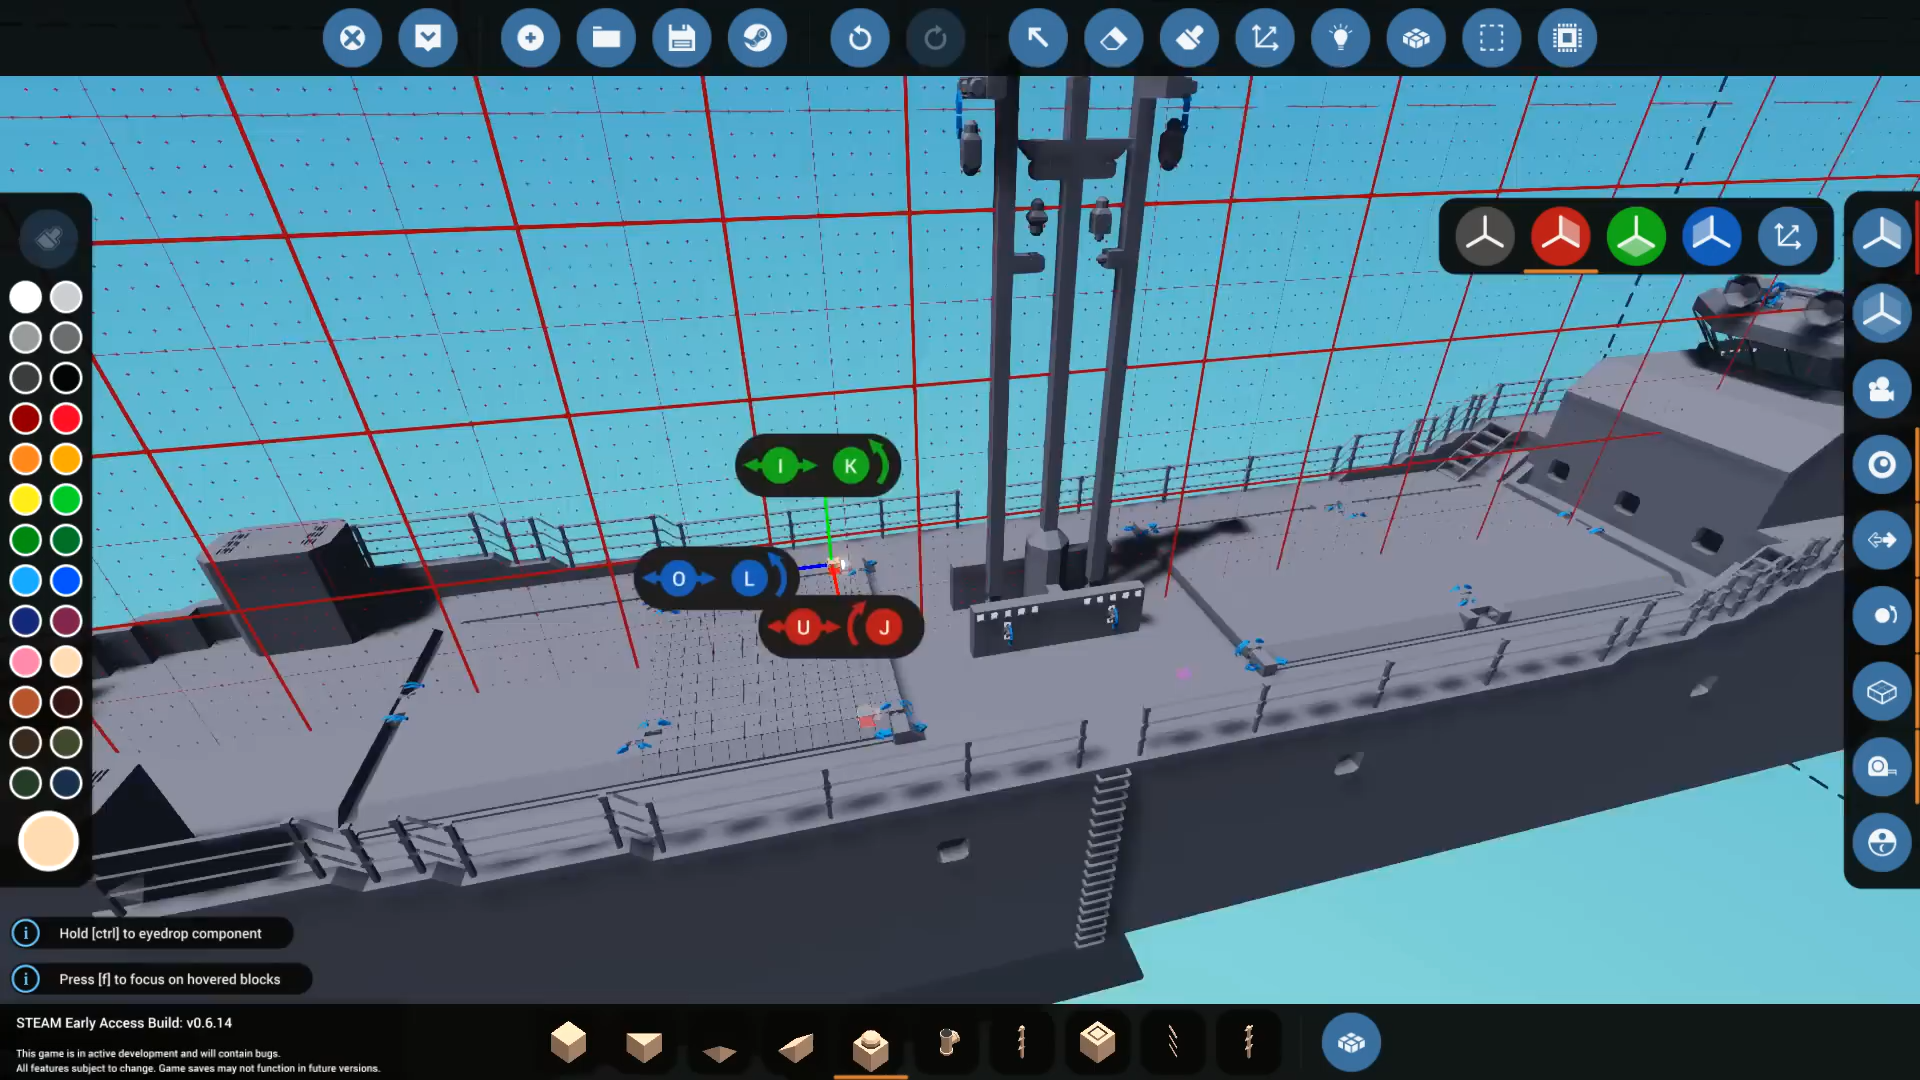 I K
O L
U J
Hold [ctrl] to eyedrop component
Press [f] to focus on hovered blocks
STEAM Early Access Build: v0.6.14
This game is in active development and will contain bugs.
All features subject to change. Game saves may not function in future versions.